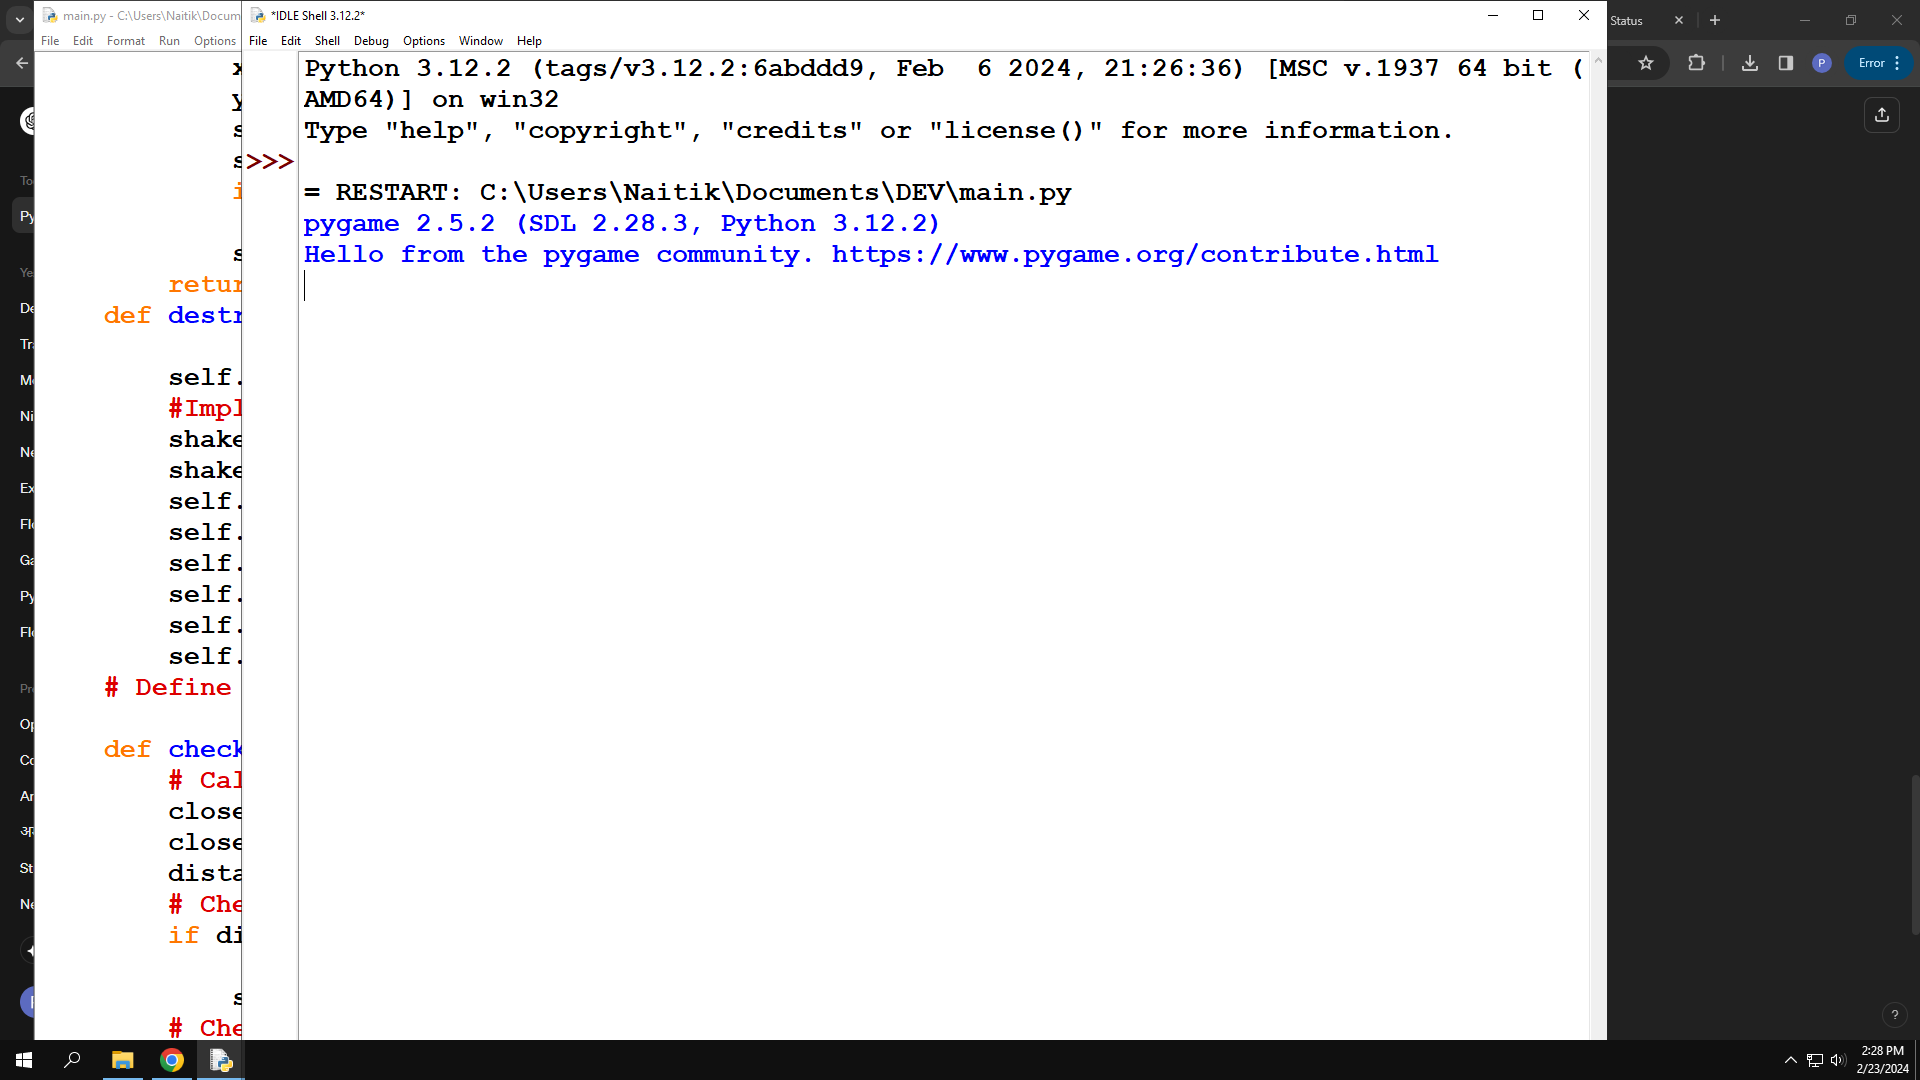 main.py - C:\Users\Naitik\Docum
*IDLE Shell 3.12.2*
Status
File Edit Format Run Options
File Edit Shell Debug Options Window Help
P
Error
Python 3.12.2 (tags/v3.12.2:6abddd9, Feb  6 2024, 21:26:36) [MSC v.1937 64 bit (
AMD64)] on win32
Type "help", "copyright", "credits" or "license()" for more information.
>>>
= RESTART: C:\Users\Naitik\Documents\DEV\main.py
pygame 2.5.2 (SDL 2.28.3, Python 3.12.2)
Hello from the pygame community. https://www.pygame.org/contribute.html
x
y
s
s
i
s
retur
def destr
self.
#Impl
shake
shake
self.
self.
self.
self.
self.
self.
# Define
def check
# Cal
close
close
dista
# Che
if di
s
# Che
To
Py
Ye
De
Tr
Me
Ni
Ne
Ex
Flo
Ga
Py
Flo
Pr
Op
Co
An
St
Ne
?
2:28 PM
2/23/2024